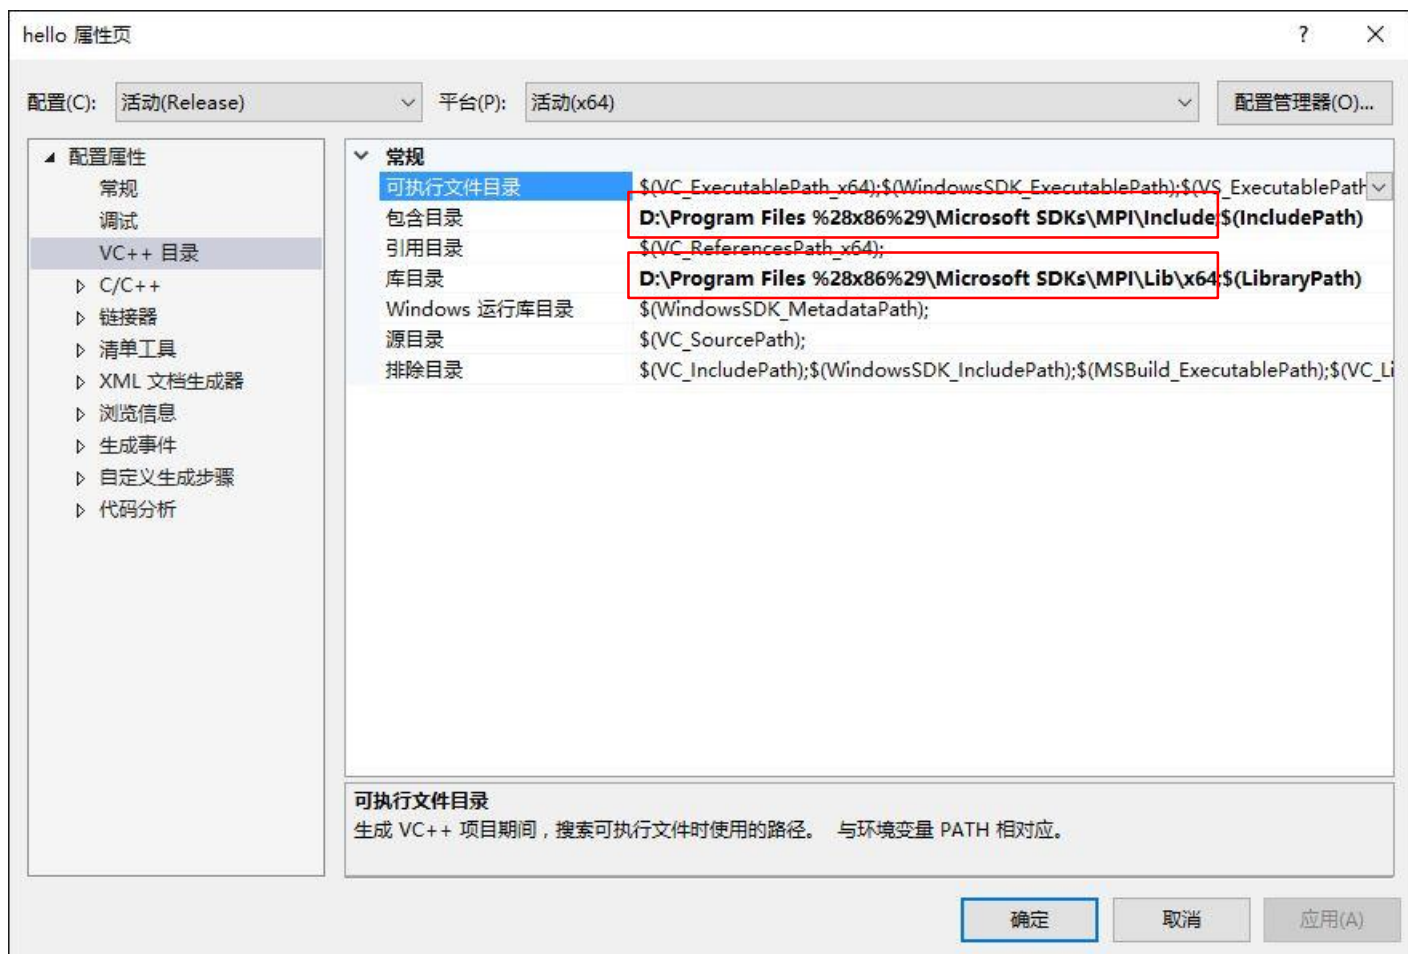 hello 属性页
配置(C): 活动(Release) 平台(P): 活动(x64) 配置管理器(O)...
配置属性
常规
调试
VC++ 目录
C/C++
链接器
清单工具
XML 文档生成器
浏览信息
生成事件
自定义生成步骤
代码分析
常规
可执行文件目录 $(VC_ExecutablePath_x64);$(WindowsSDK_ExecutablePath);$(VS_ExecutablePath
包含目录 D:\Program Files %28x86%29\Microsoft SDKs\MPI\Include;$(IncludePath)
引用目录 $(VC_ReferencesPath_x64);
库目录 D:\Program Files %28x86%29\Microsoft SDKs\MPI\Lib\x64;$(LibraryPath)
Windows 运行库目录 $(WindowsSDK_MetadataPath);
源目录 $(VC_SourcePath);
排除目录 $(VC_IncludePath);$(WindowsSDK_IncludePath);$(MSBuild_ExecutablePath);$(VC_Li
可执行文件目录
生成 VC++ 项目期间，搜索可执行文件时使用的路径。 与环境变量 PATH 相对应。
确定 取消 应用(A)